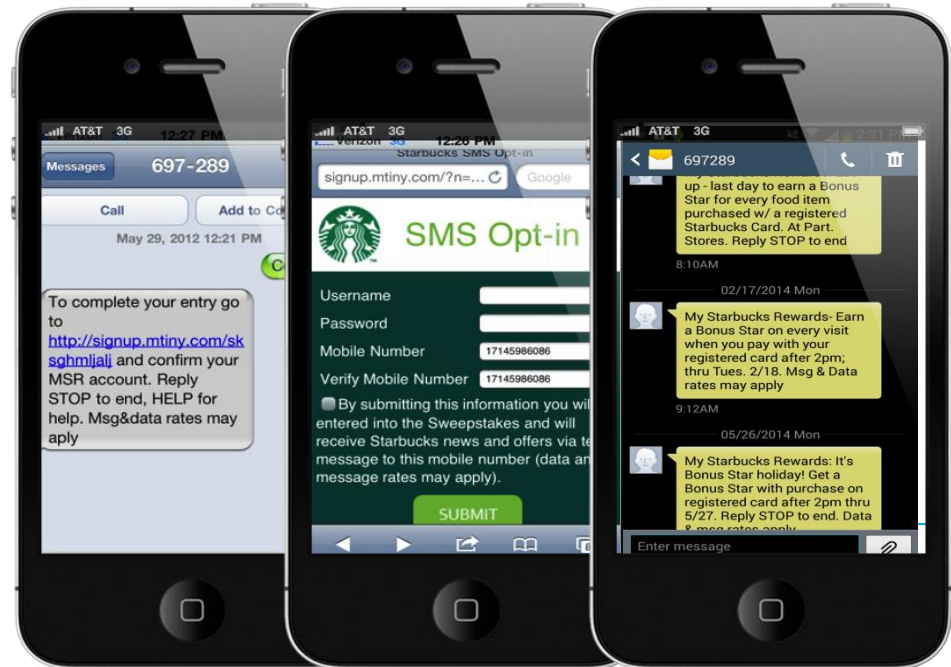 AT&T 3G 12:27 PM
Messages 697-289
Call Add to Co
May 29, 2012 12:21 PM
To complete your entry go
to
http://signup.mtiny.com/sk
sghmljalj and confirm your
MSR account. Reply
STOP to end, HELP for
help. Msg&data rates may
aply
AT&T 3G
Verizon 3G 12:26 PM
Starbucks SMS Opt-in
signup.mtiny.com/?n=... Google
SMS Opt-in
Username
Password
Mobile Number 17145986086
Verify Mobile Number 17145986086
By submitting this information you wil
entered into the Sweepstakes and will
receive Starbucks news and offers via te
message to this mobile number (data an
message rates may apply).
SUBMIT
AT&T 3G 2:31 P
697289
up - last day to earn a Bonus
Star for every food item
purchased w/ a registered
Starbucks Card. At Part.
Stores. Reply STOP to end
8:10AM
02/17/2014 Mon
My Starbucks Rewards- Earn
a Bonus Star on every visit
when you pay with your
registered card after 2pm;
thru Tues. 2/18. Msg & Data
rates may apply
9:12AM
05/26/2014 Mon
My Starbucks Rewards: It's
Bonus Star holiday! Get a
Bonus Star with purchase on
registered card after 2pm thru
5/27. Reply STOP to end. Data
& msg rates apply
Enter message